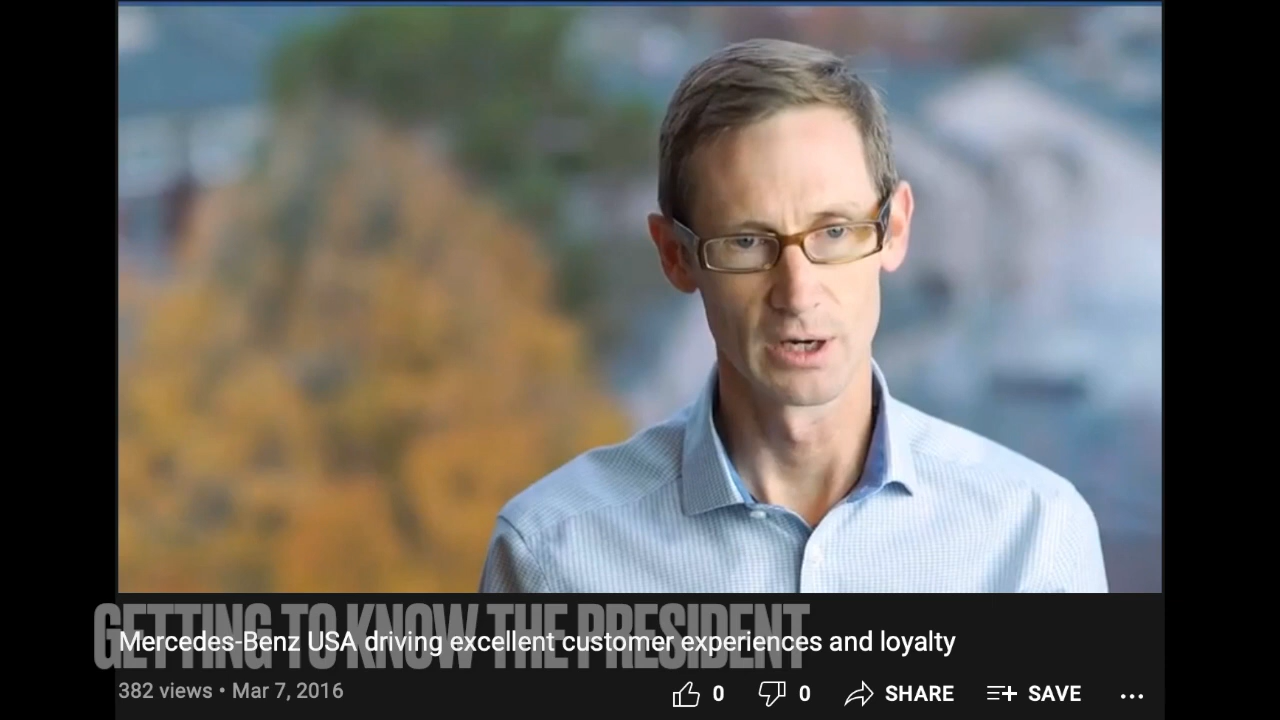 GETTING TO KNOW THE PRESIDENT
Mercedes-Benz USA driving excellent customer experiences and loyalty
382 views • Mar 7, 2016
0 0 SHARE SAVE ...